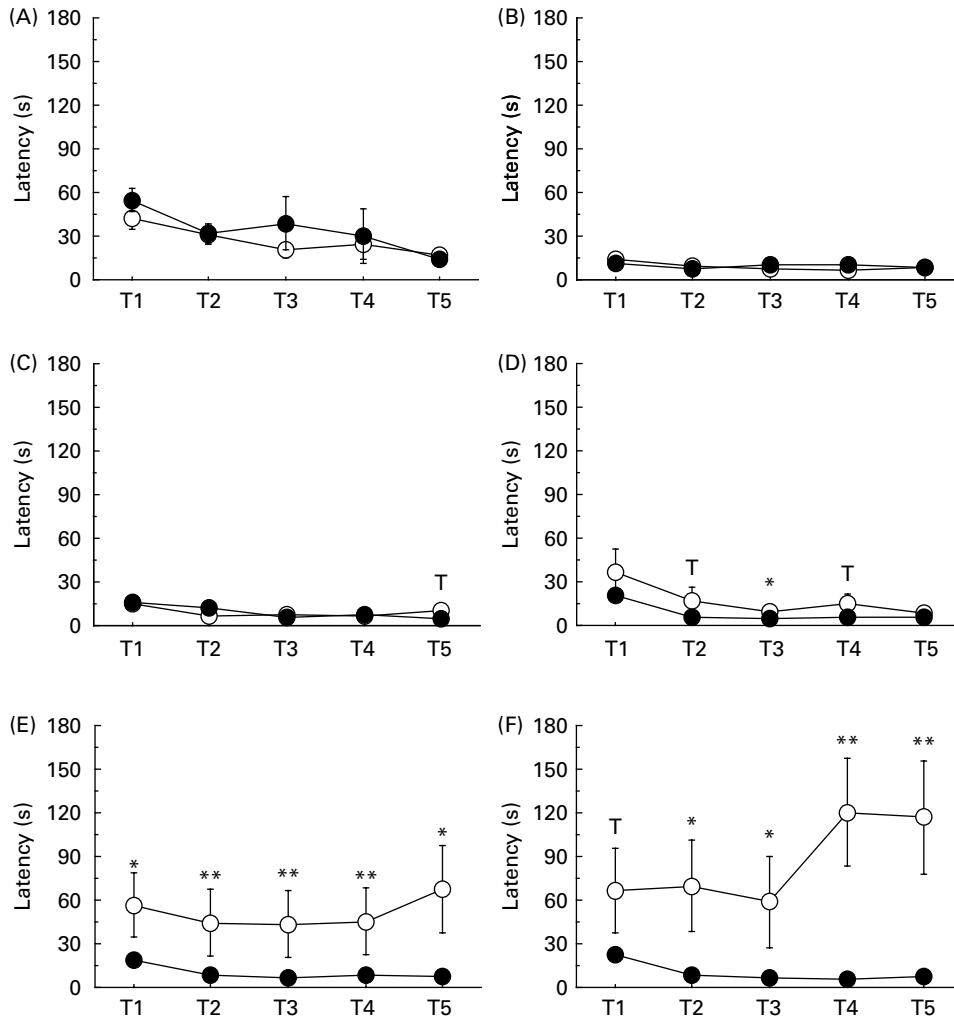 (A)
180
150
120
90
60
30
0
Latency (s)
T1 T2 T3 T4 T5
(B)
180
150
120
90
60
30
0
Latency (s)
T1 T2 T3 T4 T5
(C)
180
150
120
90
60
30
0
Latency (s)
T
T1 T2 T3 T4 T5
(D)
180
150
120
90
60
30
0
Latency (s)
T * T
T1 T2 T3 T4 T5
(E)
180
150
120
90
60
30
0
Latency (s)
* ** ** ** *
T1 T2 T3 T4 T5
(F)
180
150
120
90
60
30
0
Latency (s)
T * * ** **
T1 T2 T3 T4 T5